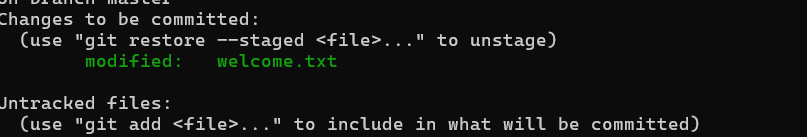 On branch master
Changes to be committed:
  (use "git restore --staged <file>..." to unstage)
        modified:   welcome.txt

Untracked files:
  (use "git add <file>..." to include in what will be committed)